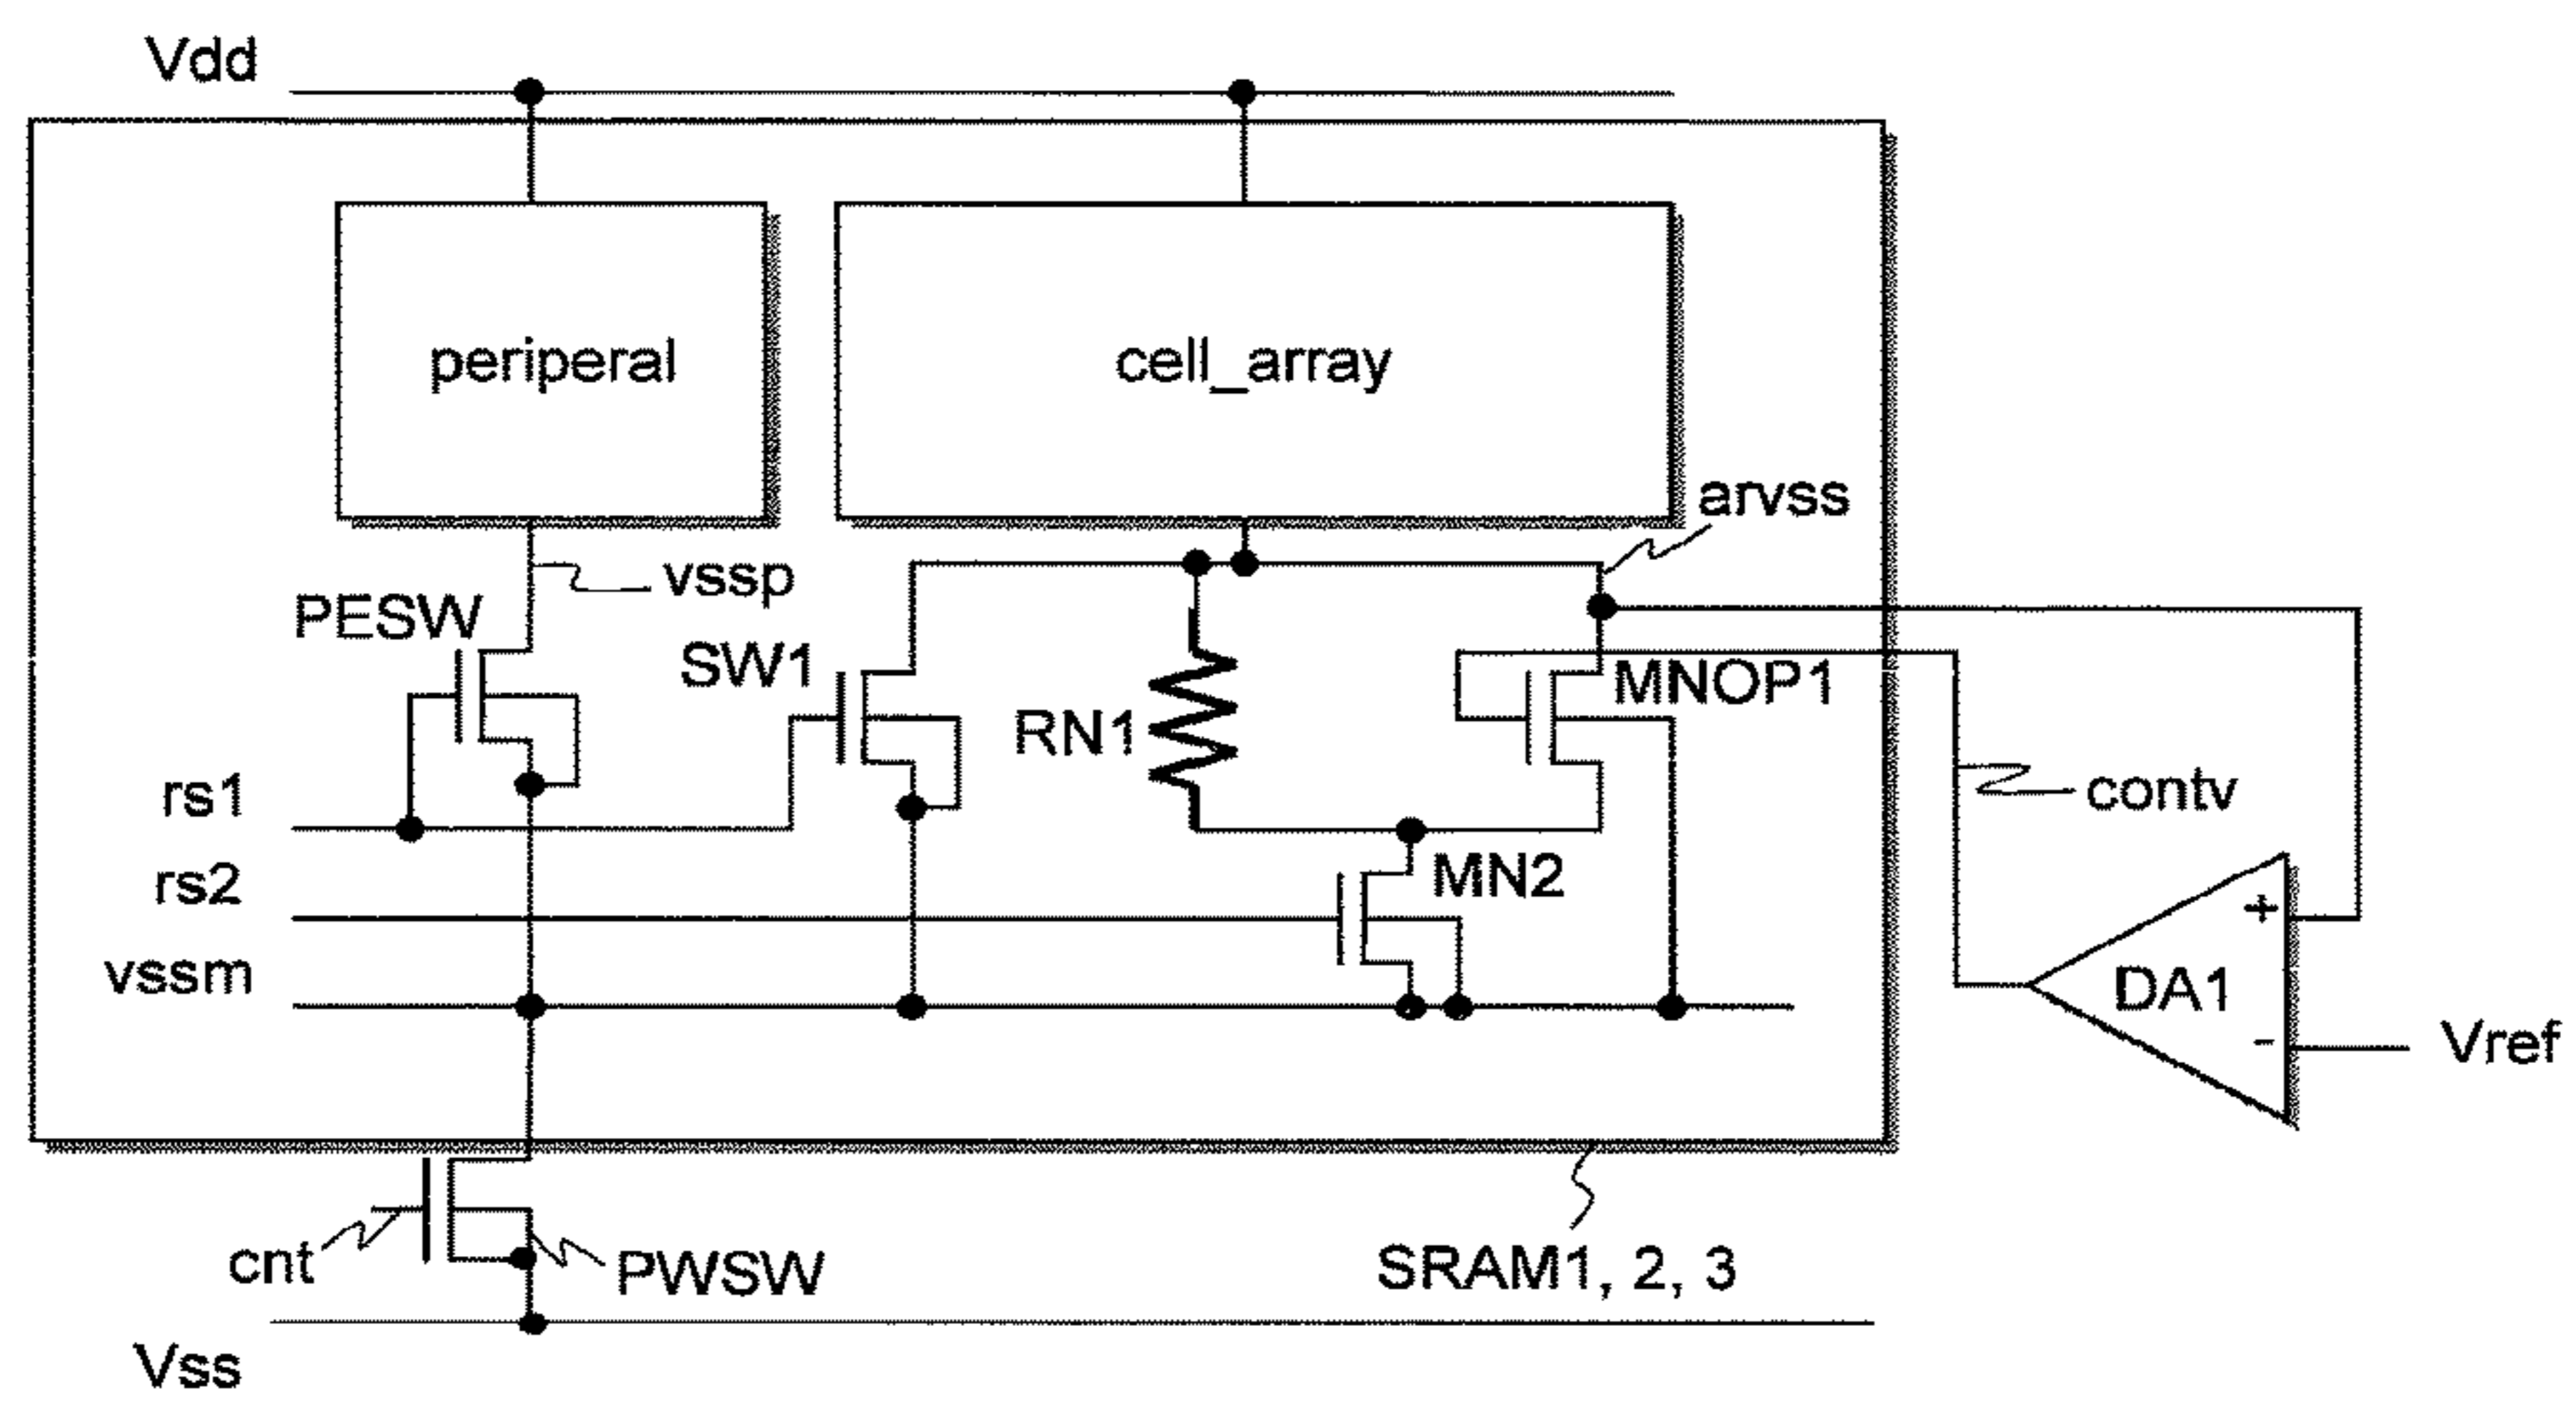 Vdd
periperal
cell_array
arvss
vssp
PESW
SW1
MNOP1
RN1
rs1
contv
rs2
MN2
+
vssm
DA1
-
Vref
cnt
PWSW
SRAM1, 2, 3
Vss